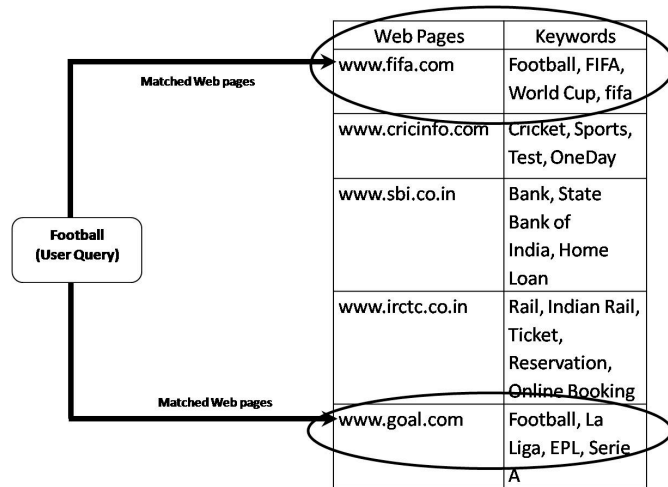 Web Pages Keywords
www.fifa.com Football, FIFA,
World Cup, fifa
Matched Web pages
www.cricinfo.com Cricket, Sports,
Test, OneDay
www.sbi.co.in Bank, State
Bank of
India, Home
Loan
Football
(User Query)
www.irctc.co.in Rail, Indian Rail,
Ticket,
Reservation,
Online Booking
Matched Web pages
www.goal.com Football, La
Liga, EPL, Serie
A